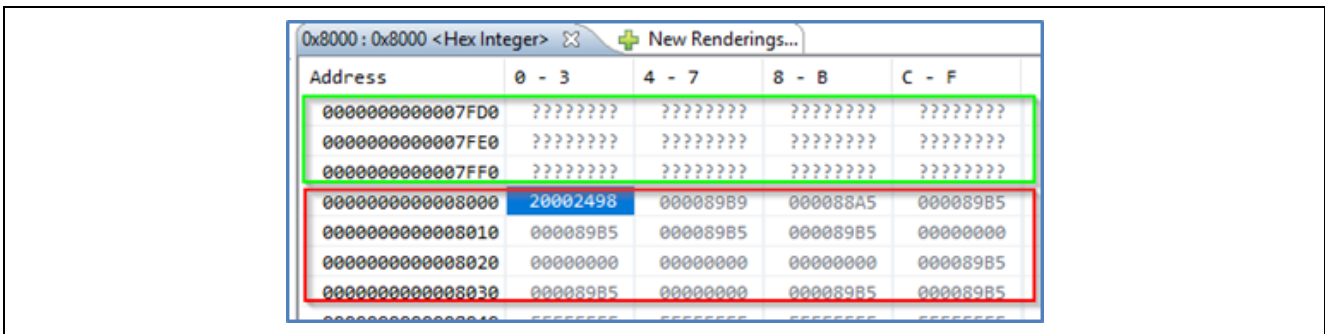 0x8000 : 0x8000 <Hex Integer> New Renderings...
Address 0 - 3 4 - 7 8 - B C - F
0000000000007FD0 ???????? ???????? ???????? ????????
0000000000007FE0 ???????? ???????? ???????? ????????
0000000000007FF0 ???????? ???????? ???????? ????????
0000000000008000 20002498 000089B9 000088A5 000089B5
0000000000008010 000089B5 000089B5 000089B5 00000000
0000000000008020 00000000 00000000 00000000 000089B5
0000000000008030 000089B5 00000000 000089B5 000089B5